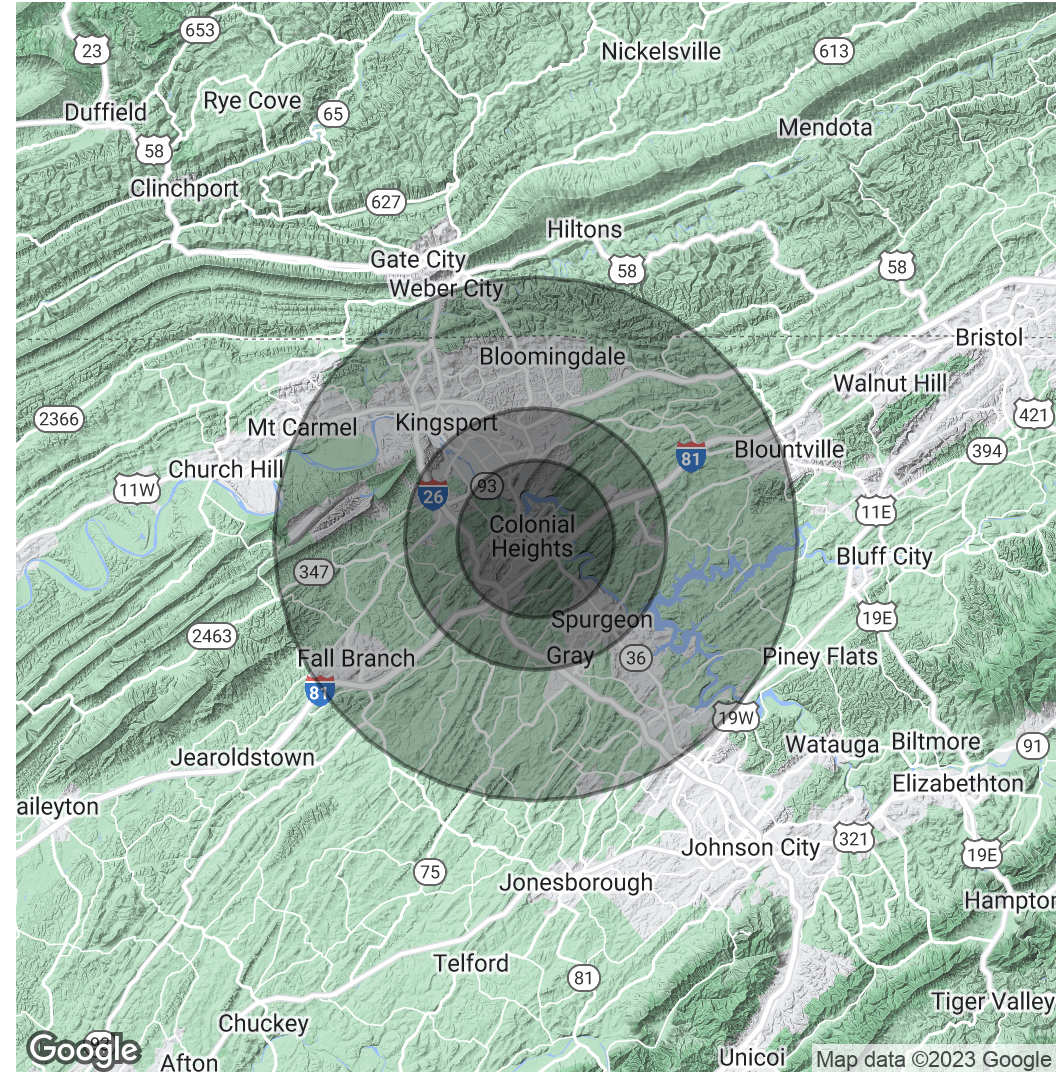 653
23
Nickelsville
613
Rye Cove
Duffield
65
Mendota
58
Clinchport
627
Hiltons
Gate City
58
58
Weber City
Bristol
Bloomingdale
Walnut Hill
2366
421
Kingsport
Mt Carmel
Blountville
394
81
Church Hill
11W
93
26
11E
Colonial
Heights
Bluff City
347
Spurgeon
19E
2463
Gray
36
Piney Flats
Fall Branch
81
19W
Watauga
Biltmore
91
Jearoldstown
Elizabethton
aileyton
321
Johnson City
19E
75
Jonesborough
Hampton
Telford
81
Tiger Valley
Chuckey
Google
Afton
Unicoi
Map data ©2023 Google